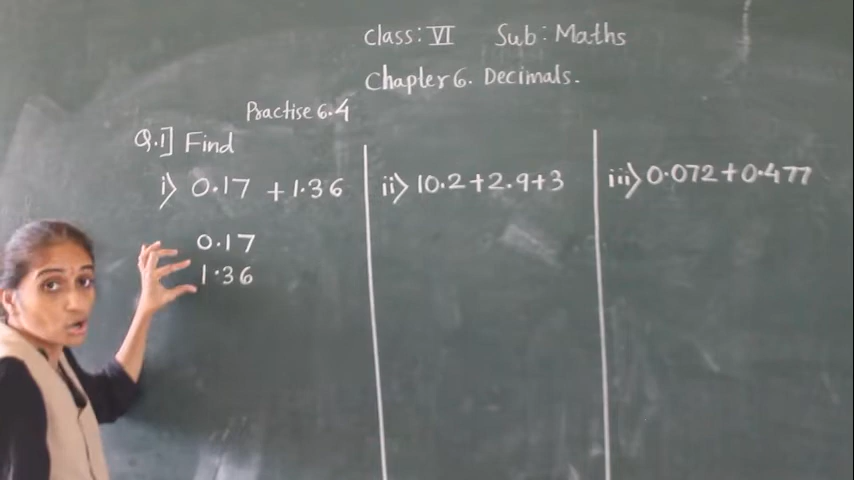 Class: VI Sub: Maths
Chapter 6. Decimals.
Practise 6.4
Q.1] Find
i) 0.17 + 1.36
0.17
1.36
ii) 10.2+2.9+3
iii) 0.072+0.477